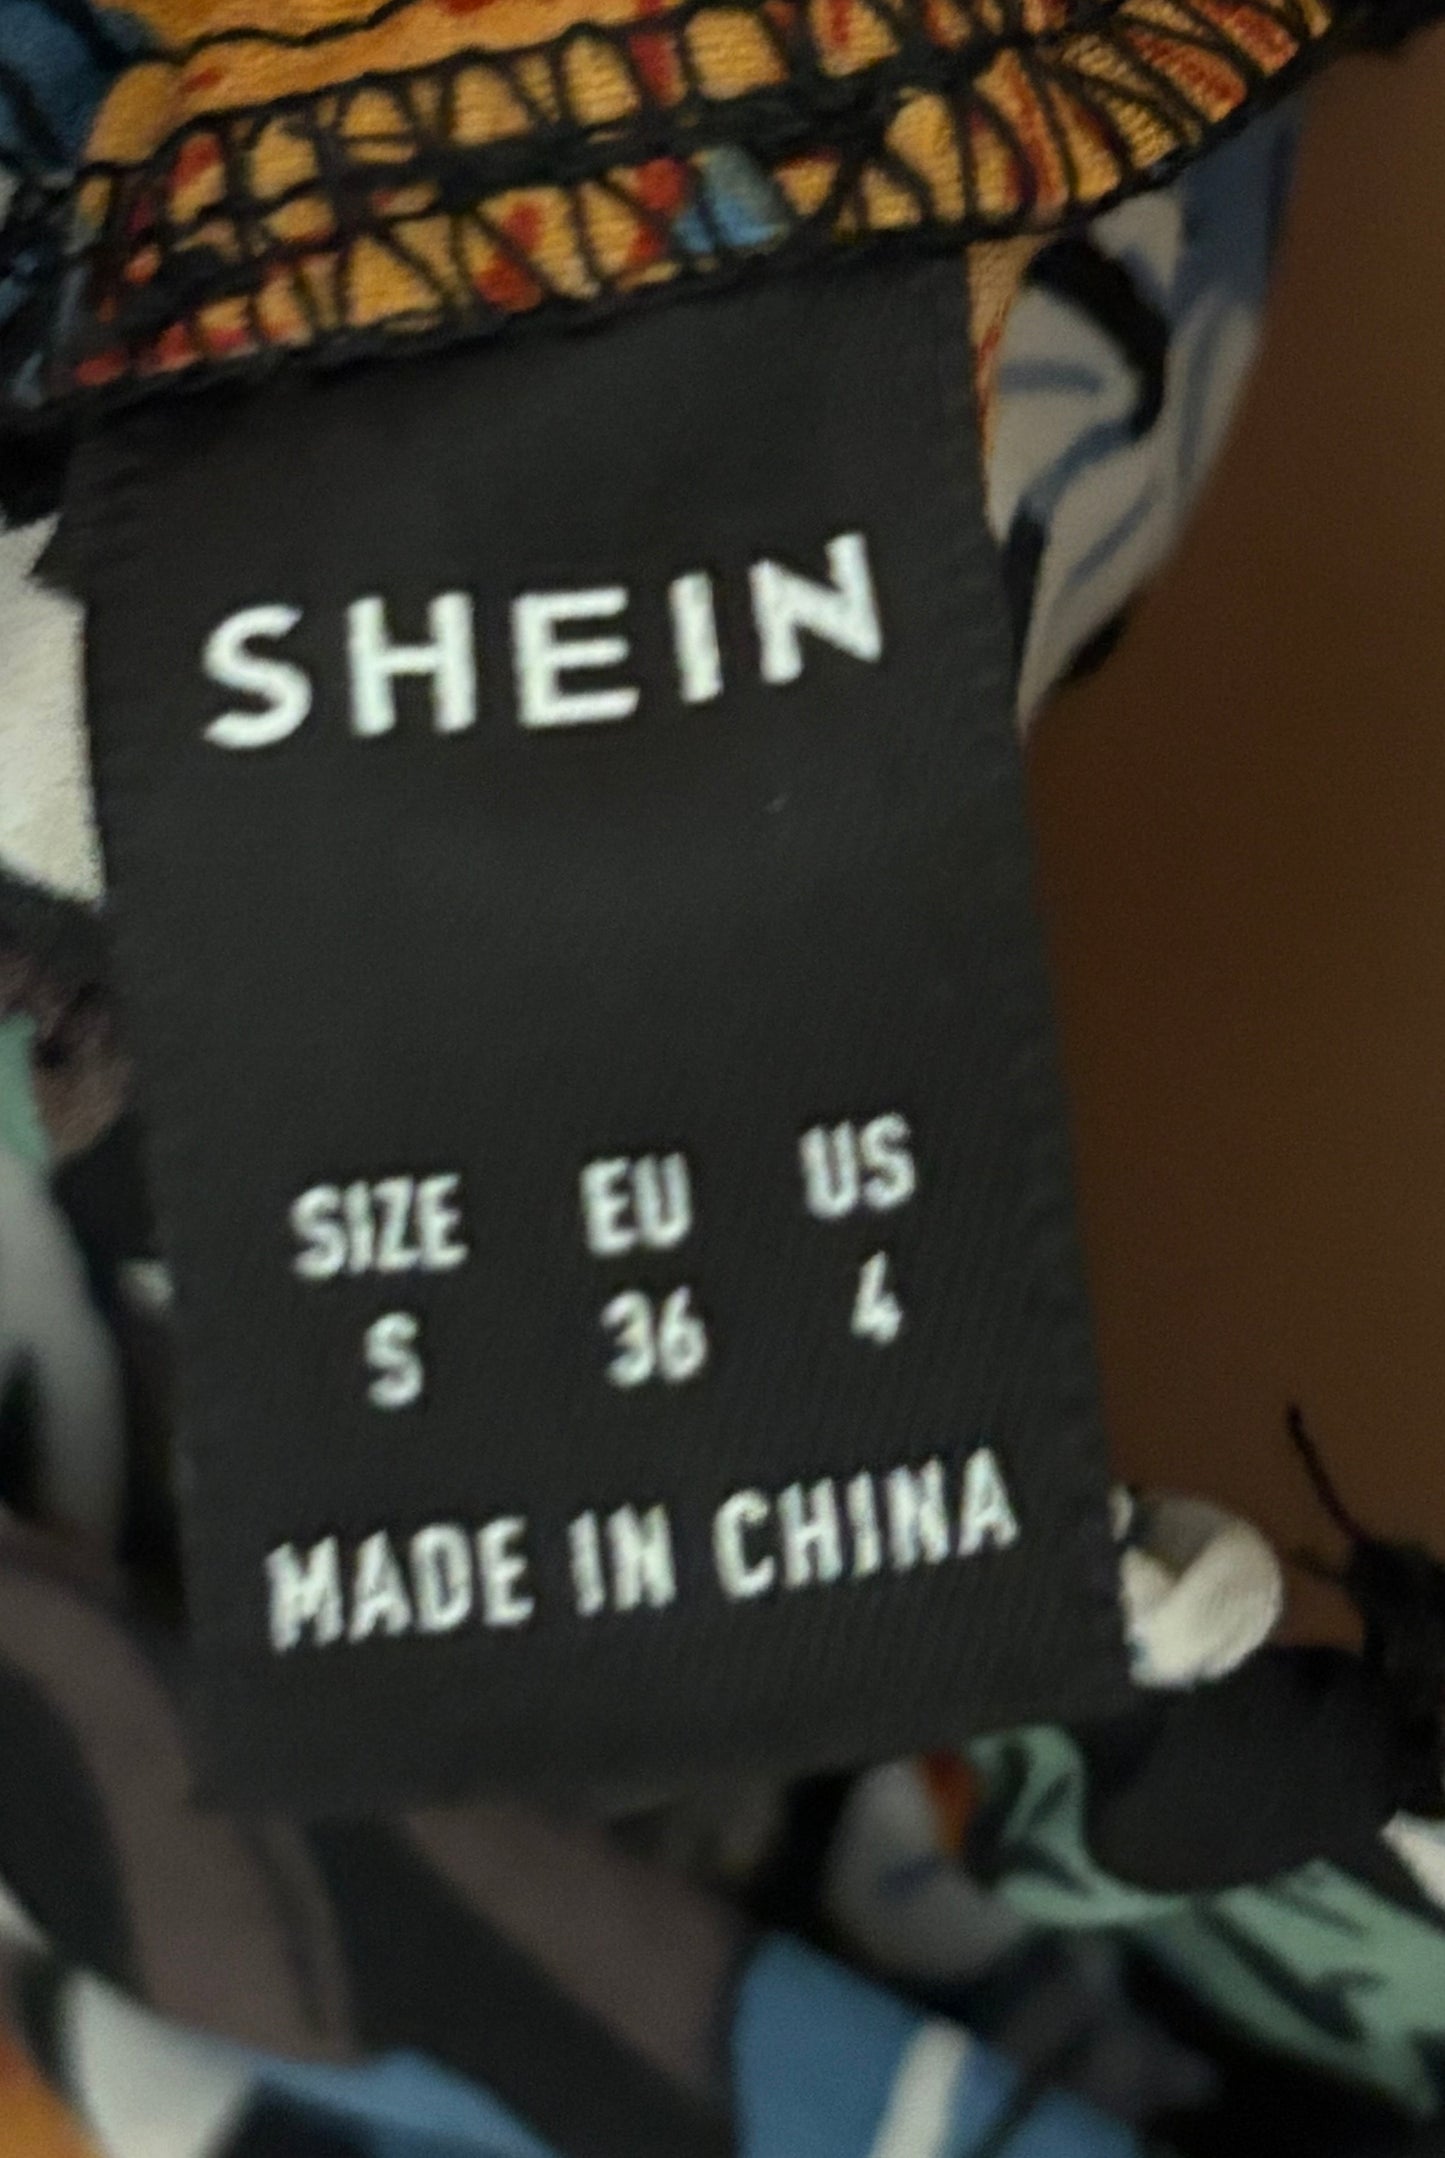 SHEIN
SIZE EU US
S 36 4
MADE IN CHINA